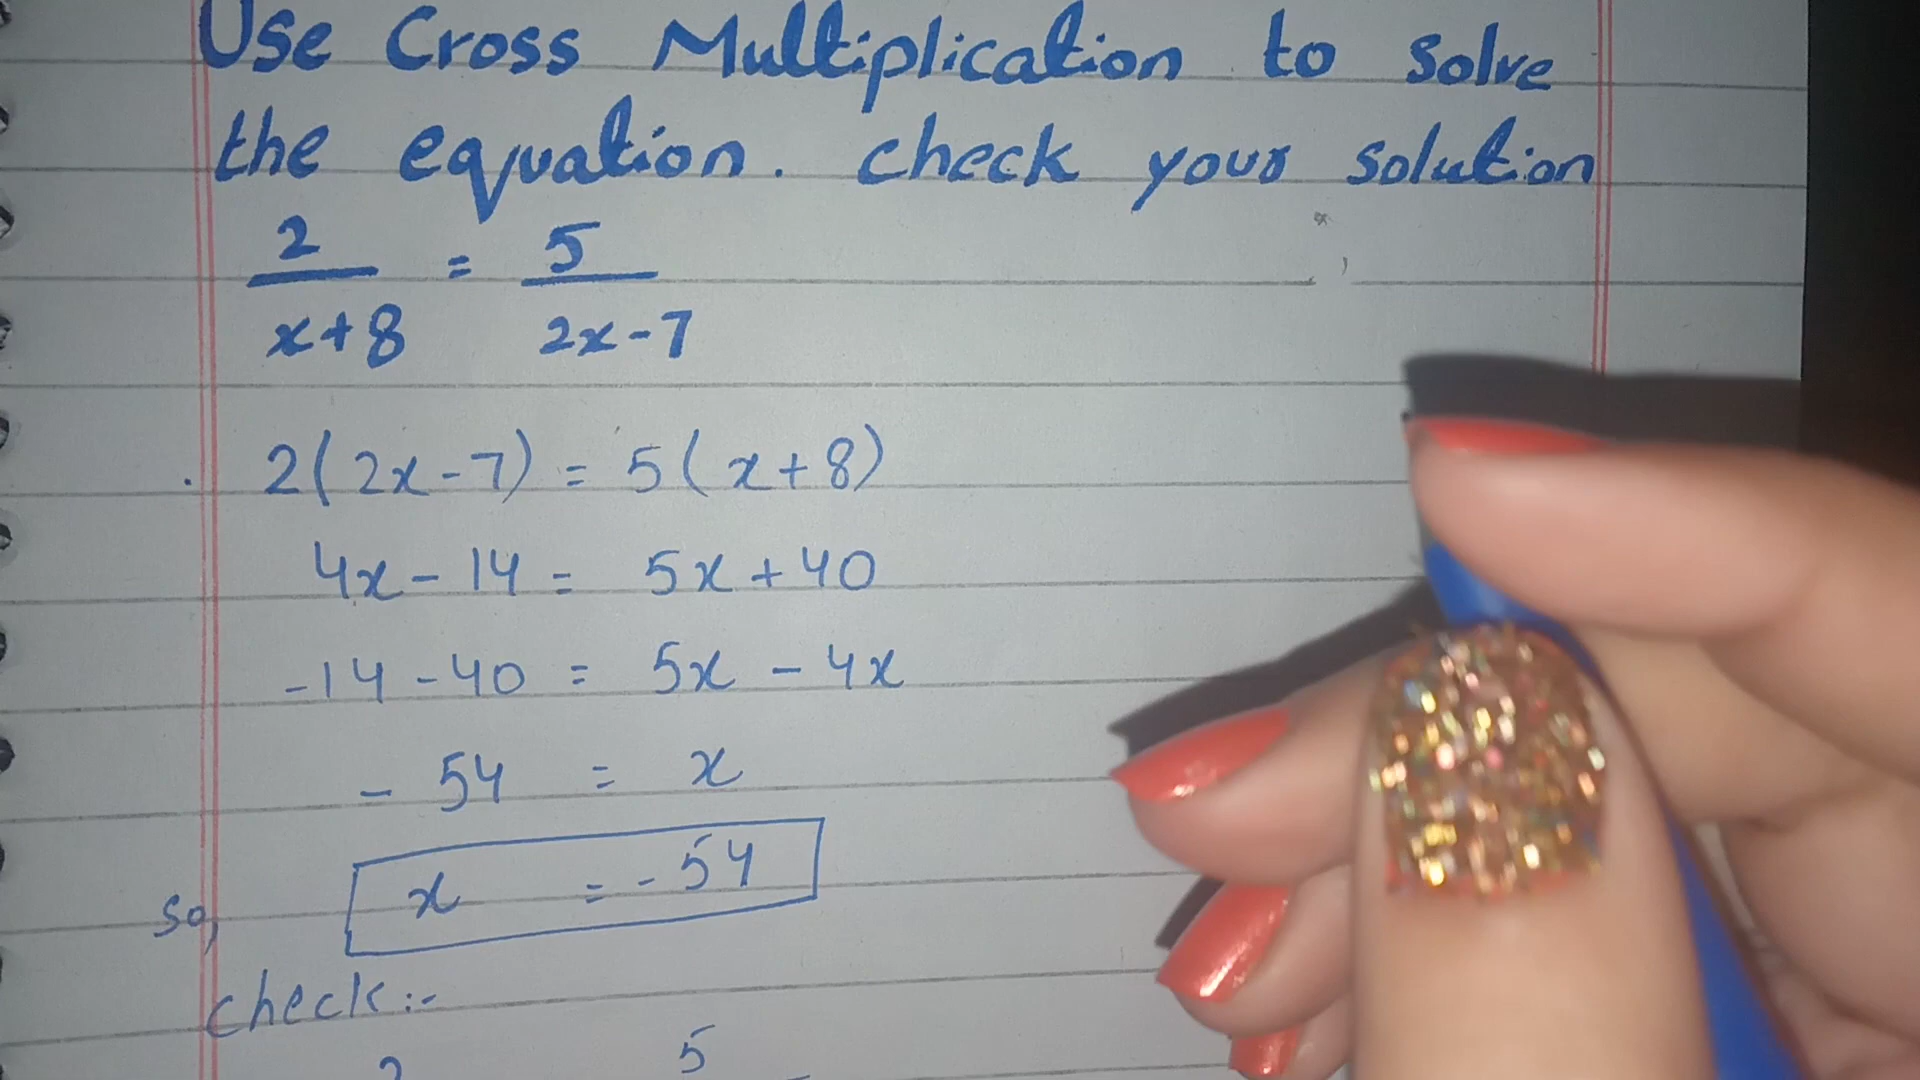 Use Cross Multiplication to solve
the equation. check your solution
2/x+8 = 5/2x-7
2(2x-7) = 5(x+8)
4x - 14 = 5x + 40
-14 - 40 = 5x - 4x
- 54 = x
so, x = - 54
check:-
2 5